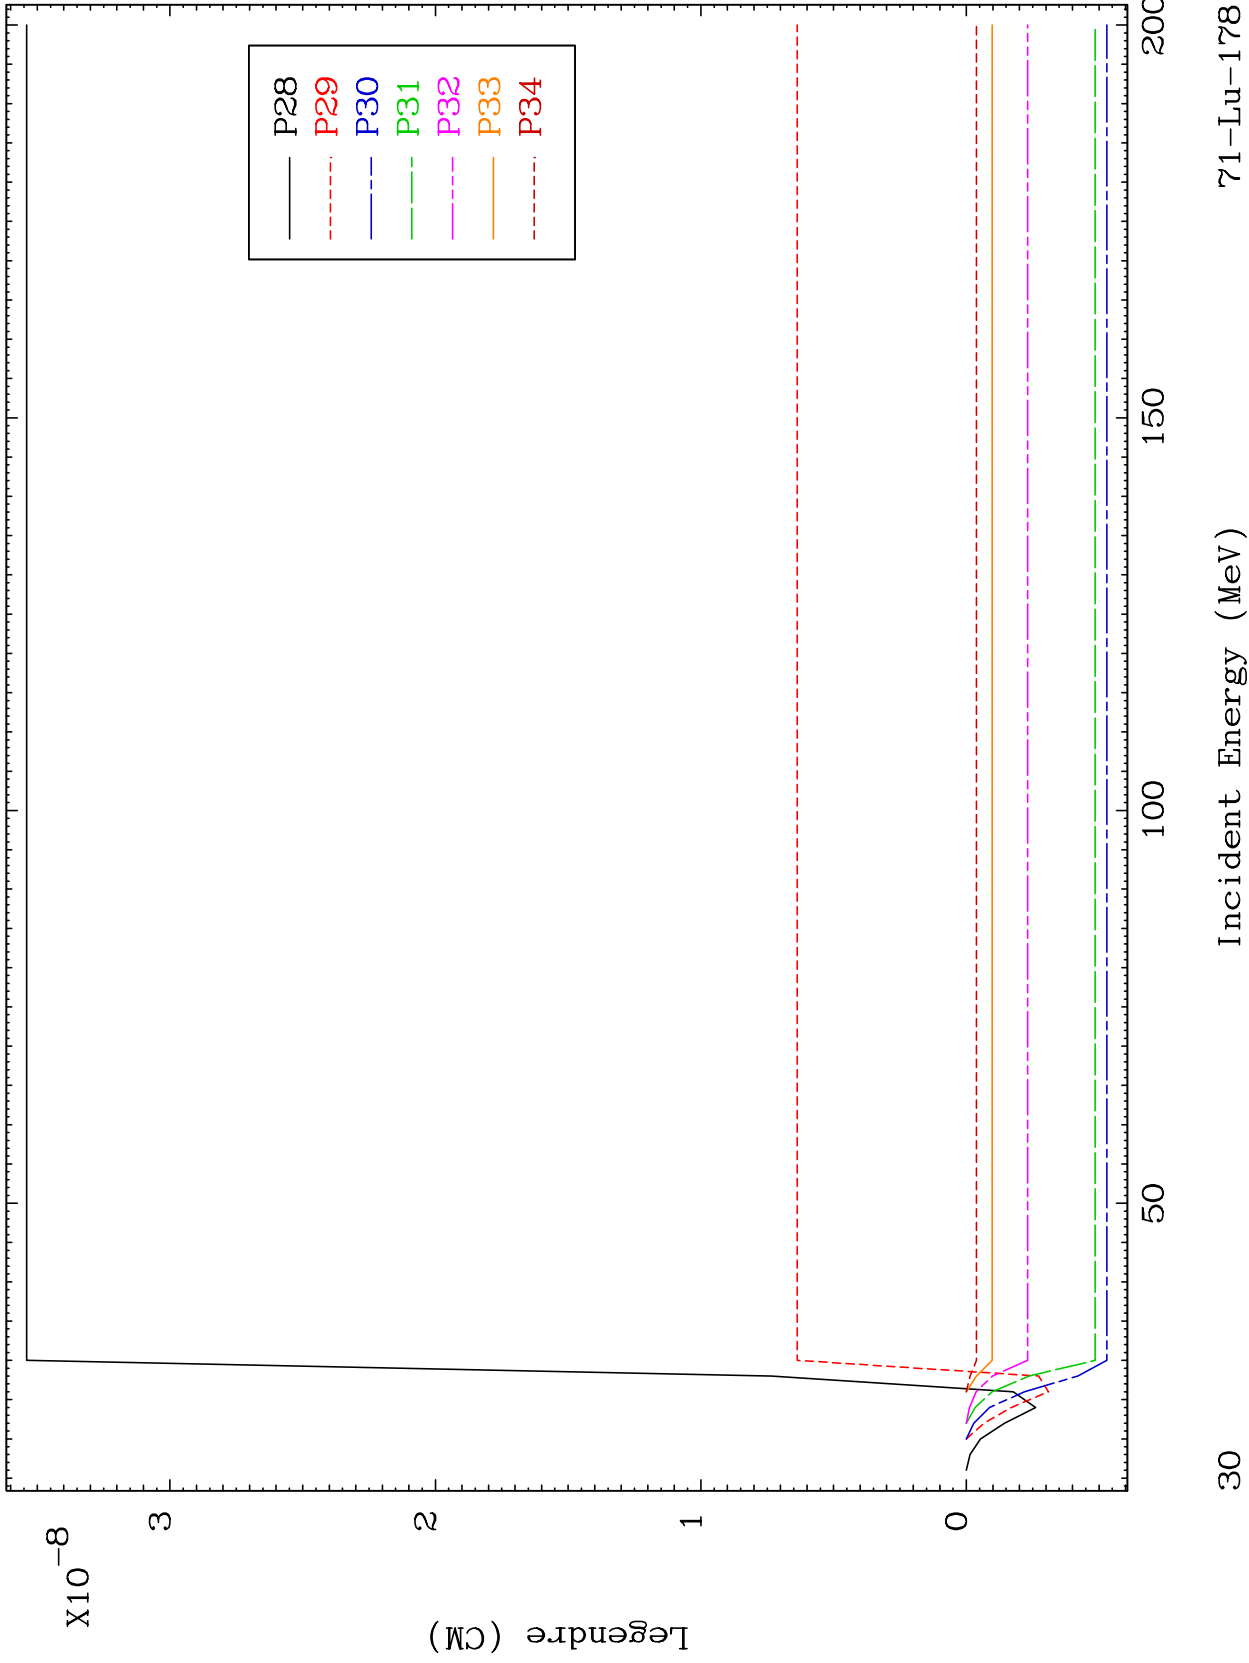 X10-8
3
2
1
0
Legendre (CM)
P28
P29
P30
P31
P32
P33
P34
50
100
150
200
Incident Energy (MeV)
30
71-Lu-178